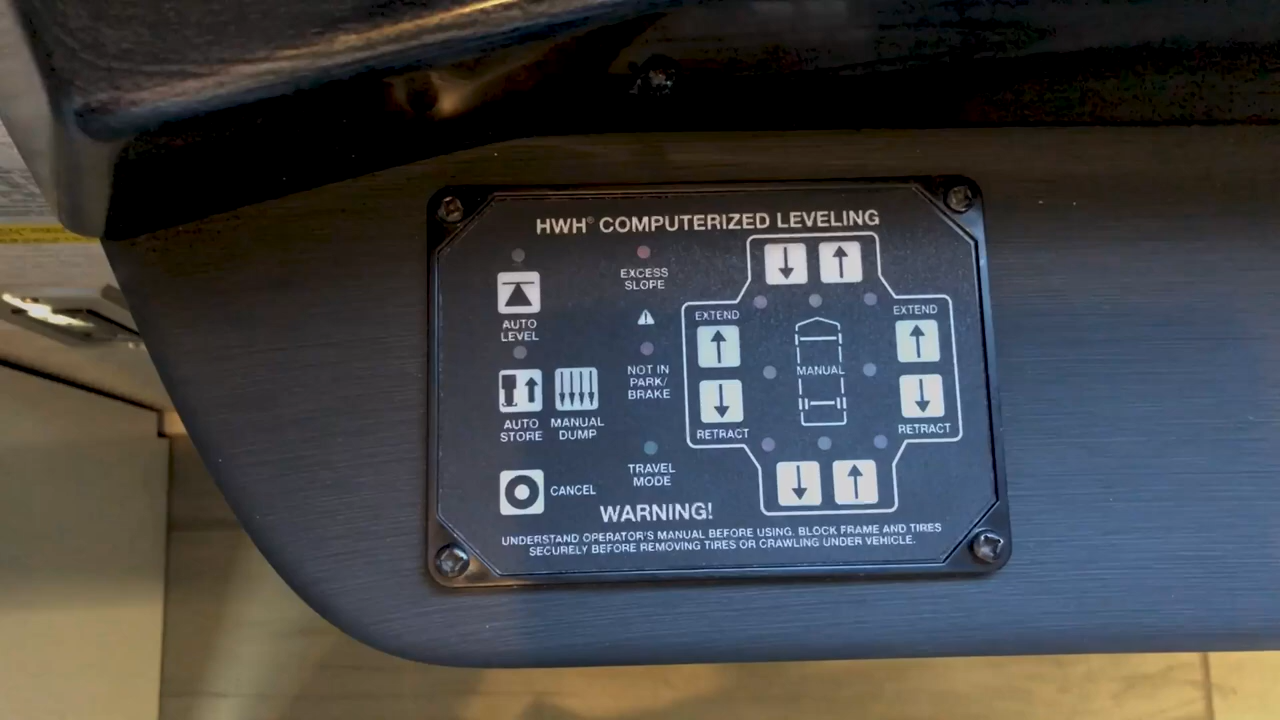 HWH® COMPUTERIZED LEVELING
AUTO
LEVEL
EXCESS
SLOPE
AUTO
STORE
MANUAL
DUMP
NOT IN
PARK/
BRAKE
CANCEL
TRAVEL
MODE
EXTEND
RETRACT
MANUAL
EXTEND
RETRACT
WARNING!
UNDERSTAND OPERATOR'S MANUAL BEFORE USING. BLOCK FRAME AND TIRES
SECURELY BEFORE REMOVING TIRES OR CRAWLING UNDER VEHICLE.